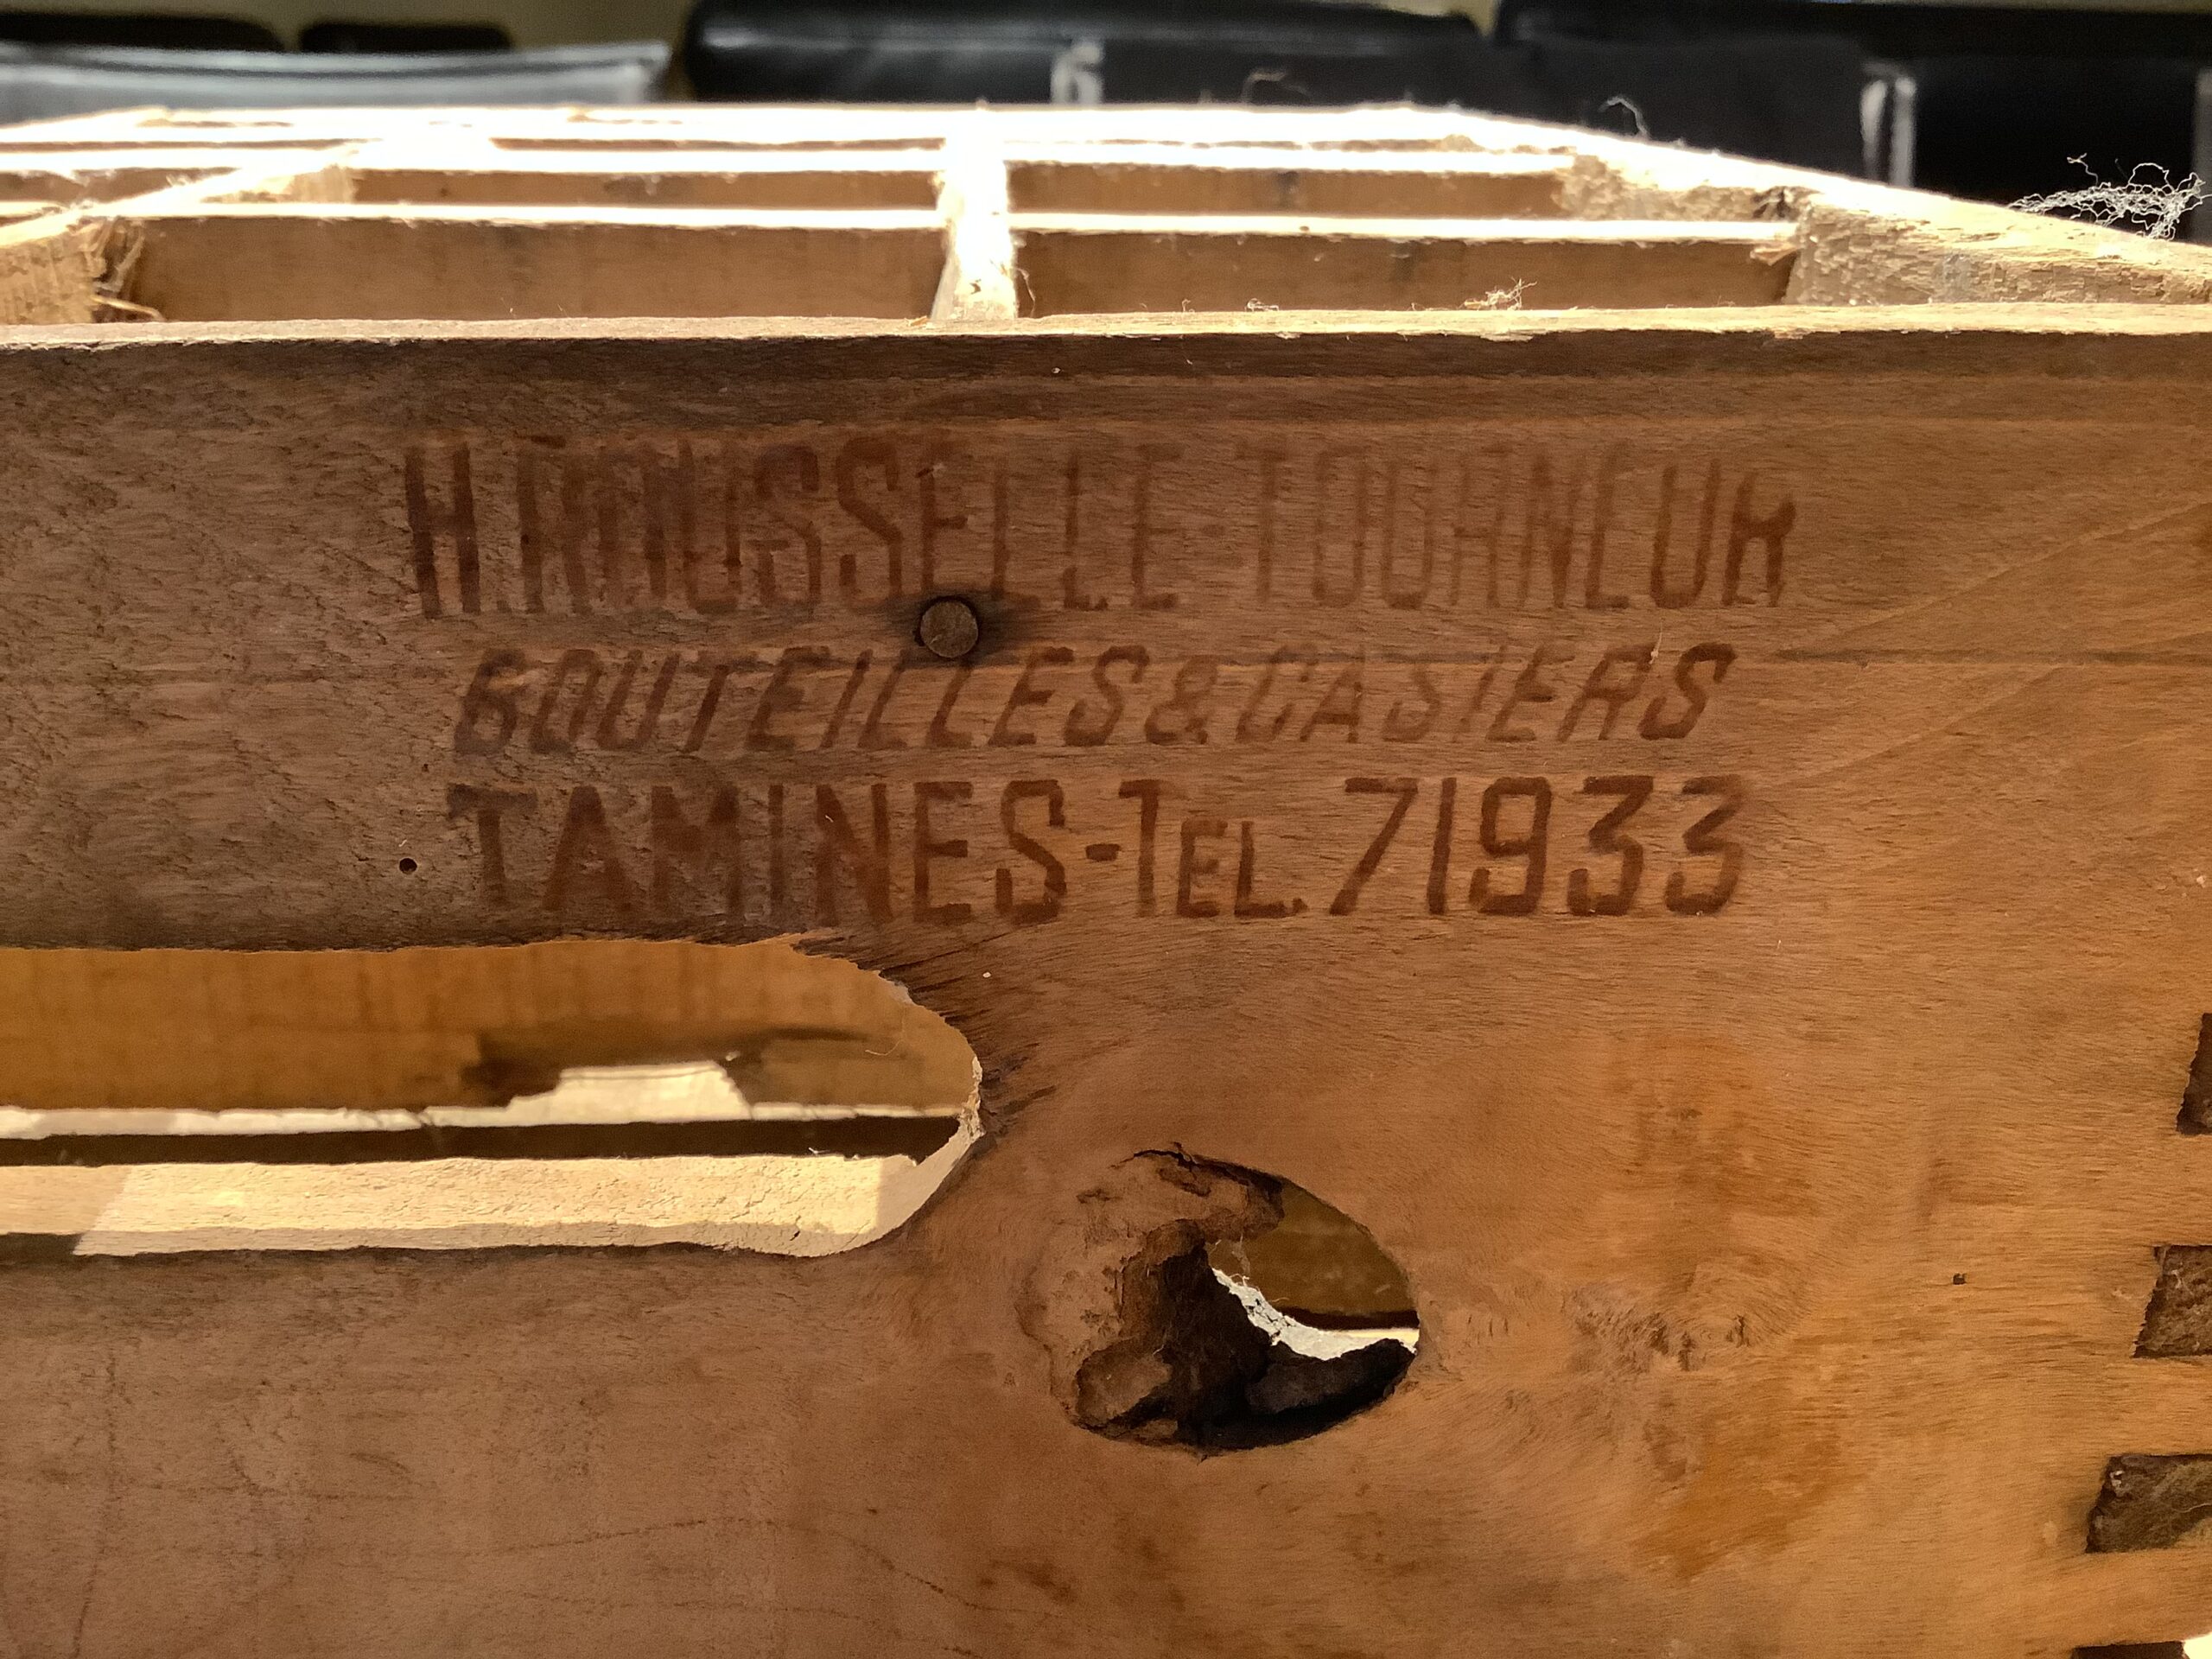 H. ROUSSELLE-TOURNEUR
BOUTEILLES & CASIERS
TAMINES-TEL. 71933